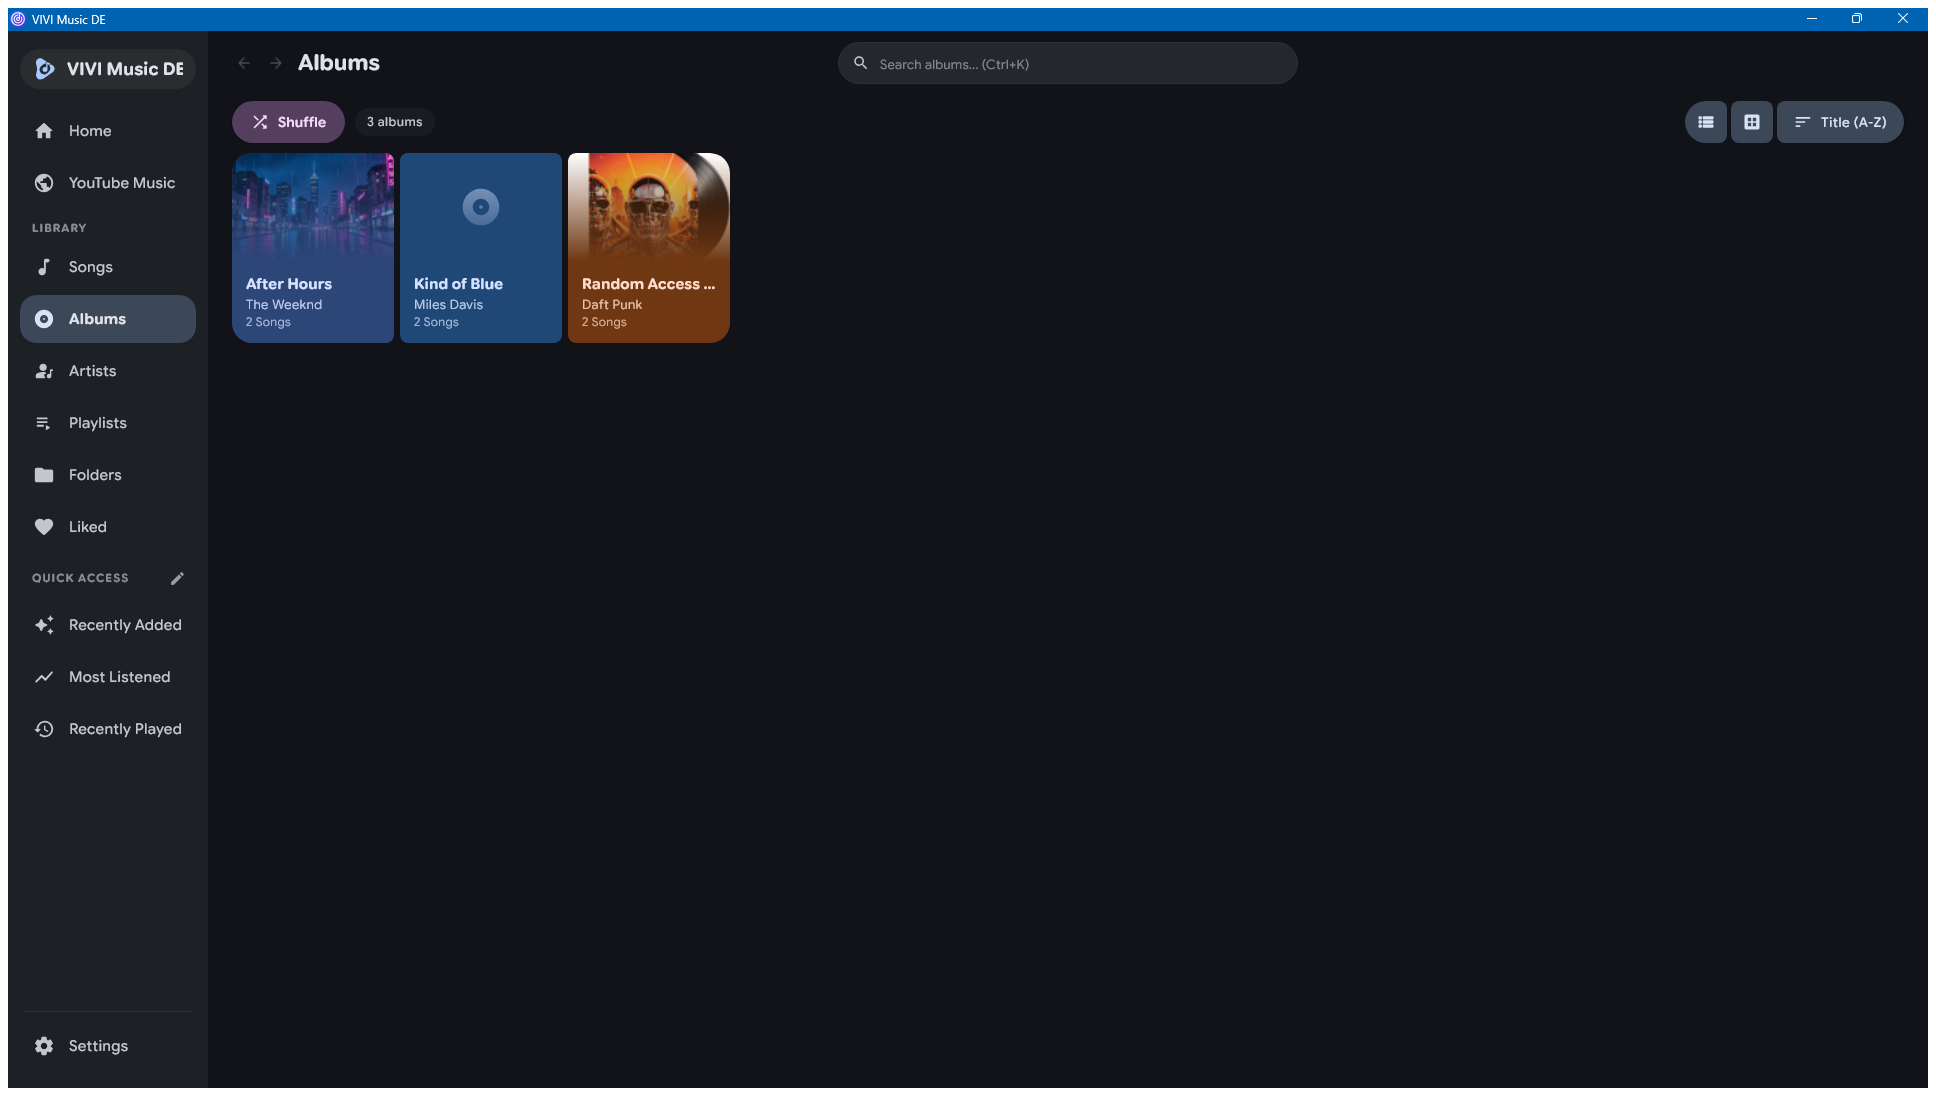 VIVI Music DE
VIVI Music DE
Albums
Search albums... (Ctrl+K)
Home
YouTube Music
LIBRARY
Songs
Albums
Artists
Playlists
Folders
Liked
QUICK ACCESS
Recently Added
Most Listened
Recently Played
Settings
Shuffle
3 albums
Title (A-Z)
After Hours
The Weeknd
2 Songs
Kind of Blue
Miles Davis
2 Songs
Random Access ...
Daft Punk
2 Songs